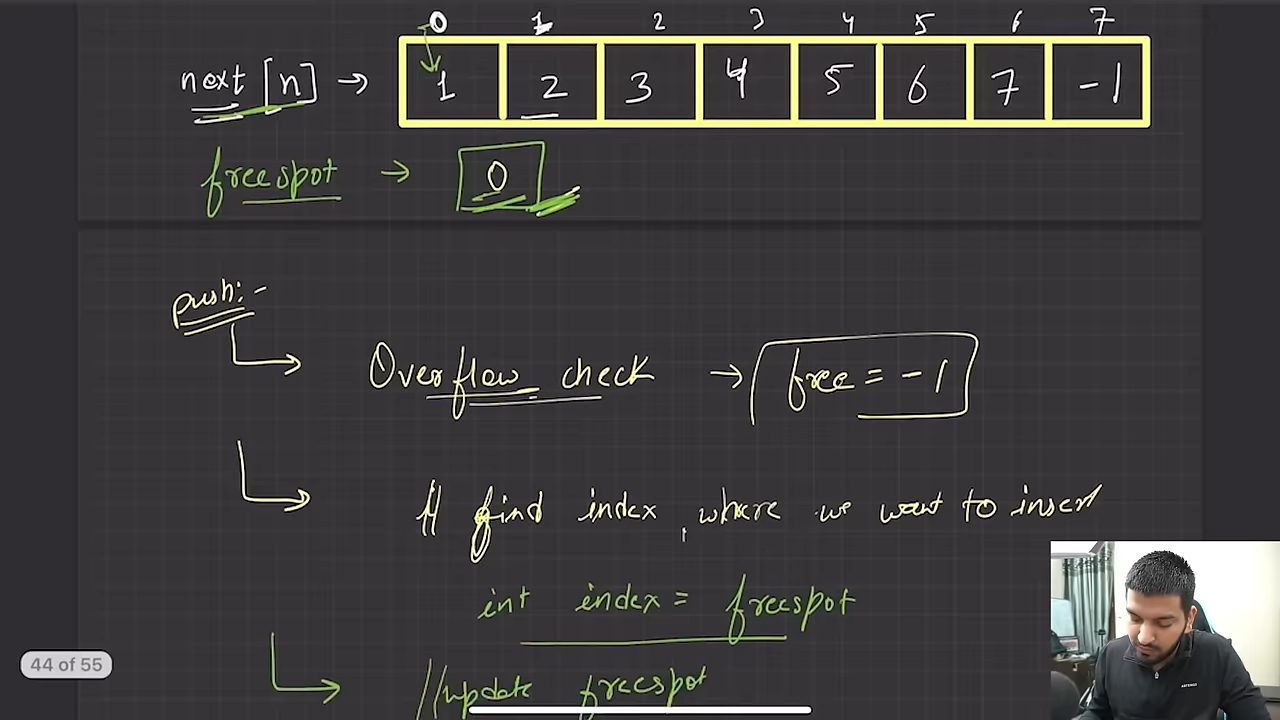 0 1 2 3 4 5 6 7
next [n] → 1 2 3 4 5 6 7 -1
freespot → 0
push:-
Overflow check → free = -1
// find index, where we want to insert
int index = freespot
44 of 55
//update freespot